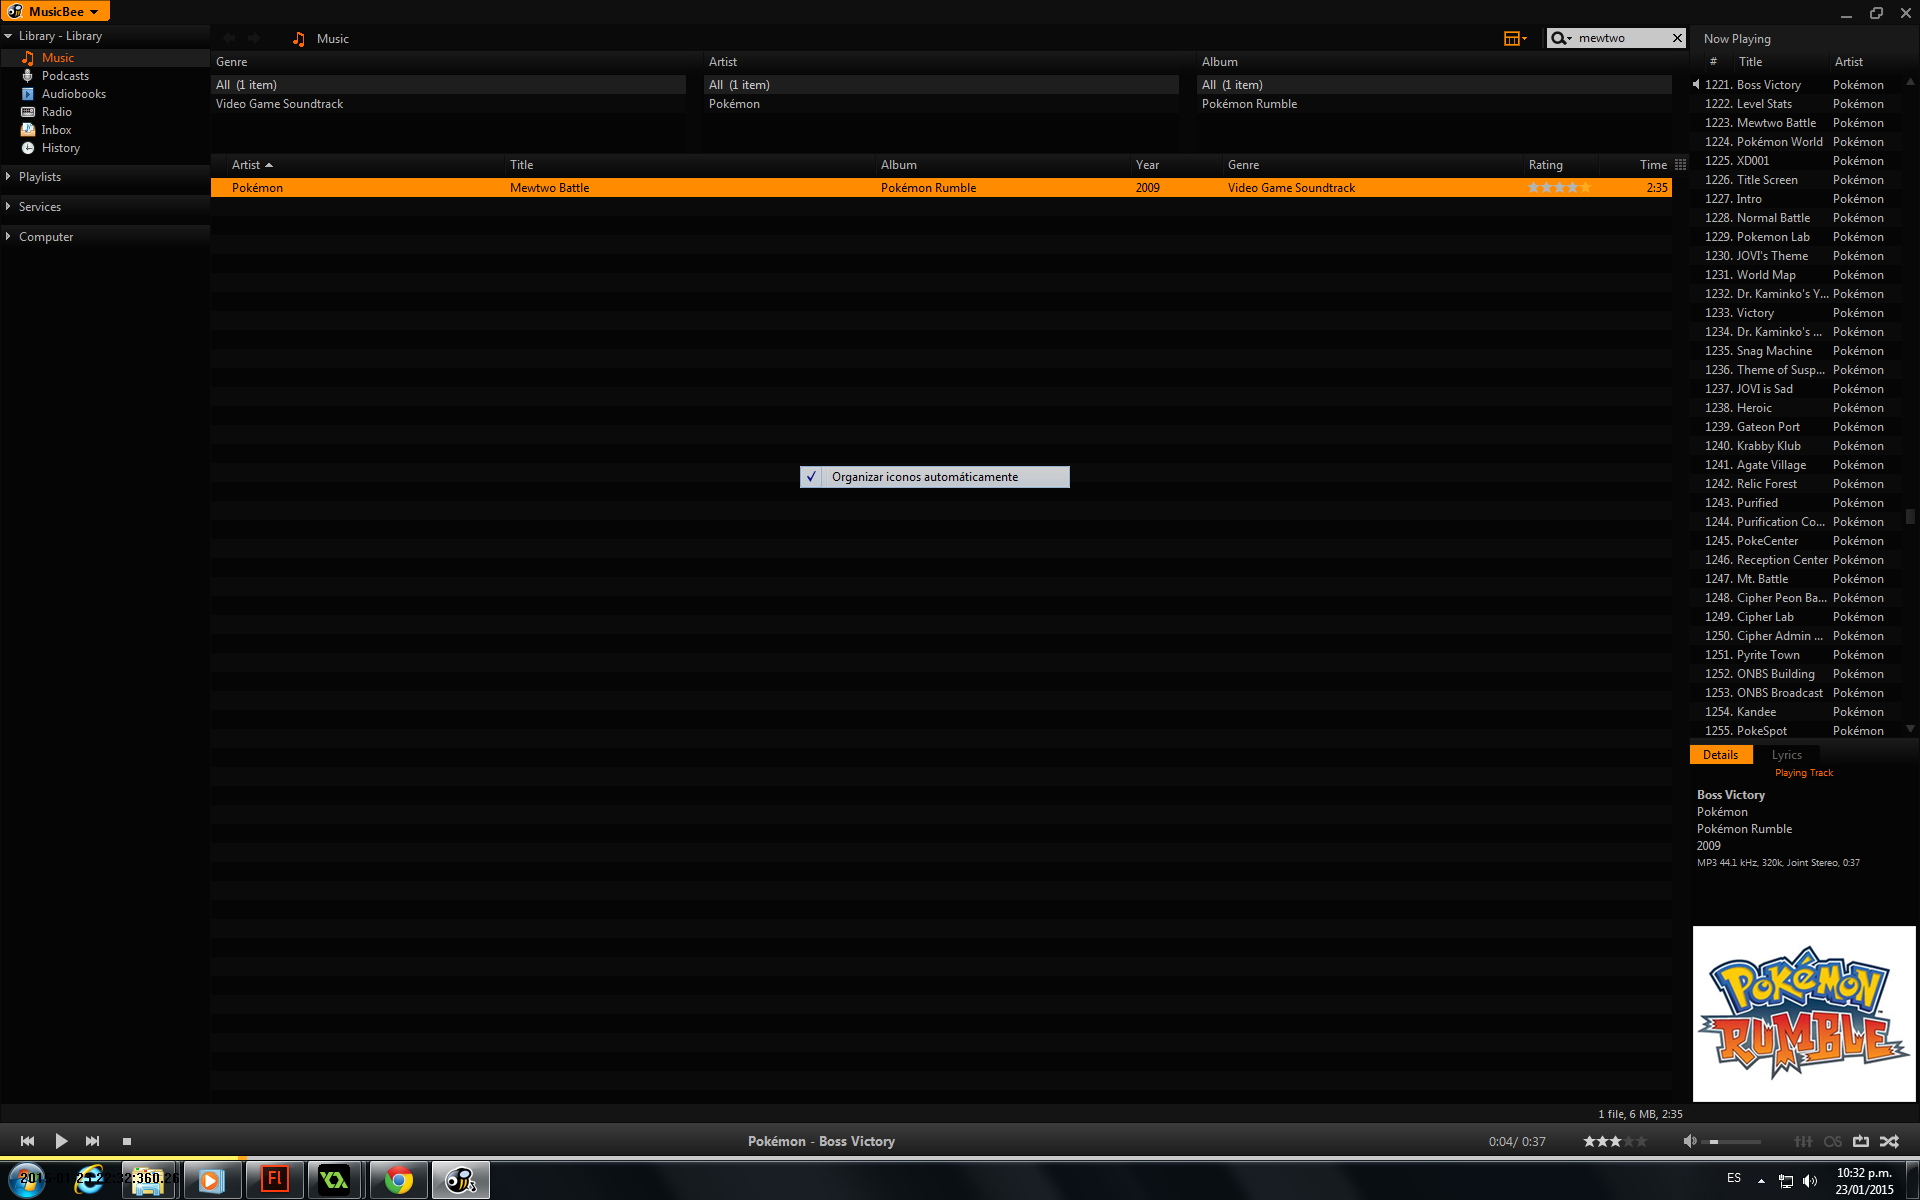 MusicBee
Library - Library
Music
Podcasts
Audiobooks
Radio
Inbox
History
Playlists
Services
Computer
Music
mewtwo
Genre
All (1 item)
Video Game Soundtrack
Artist
All (1 item)
Pokémon
Album
All (1 item)
Pokémon Rumble
Artist Title Album Year Genre Rating Time
Pokémon Mewtwo Battle Pokémon Rumble 2009 Video Game Soundtrack 2:35
Organizar iconos automáticamente
Now Playing
# Title Artist
1221. Boss Victory Pokémon
1222. Level Stats Pokémon
1223. Mewtwo Battle Pokémon
1224. Pokémon World Pokémon
1225. XD001 Pokémon
1226. Title Screen Pokémon
1227. Intro Pokémon
1228. Normal Battle Pokémon
1229. Pokemon Lab Pokémon
1230. JOVI's Theme Pokémon
1231. World Map Pokémon
1232. Dr. Kaminko's Y... Pokémon
1233. Victory Pokémon
1234. Dr. Kaminko's ... Pokémon
1235. Snag Machine Pokémon
1236. Theme of Susp... Pokémon
1237. JOVI is Sad Pokémon
1238. Heroic Pokémon
1239. Gateon Port Pokémon
1240. Krabby Klub Pokémon
1241. Agate Village Pokémon
1242. Relic Forest Pokémon
1243. Purified Pokémon
1244. Purification Co... Pokémon
1245. PokeCenter Pokémon
1246. Reception Center Pokémon
1247. Mt. Battle Pokémon
1248. Cipher Peon Ba... Pokémon
1249. Cipher Lab Pokémon
1250. Cipher Admin ... Pokémon
1251. Pyrite Town Pokémon
1252. ONBS Building Pokémon
1253. ONBS Broadcast Pokémon
1254. Kandee Pokémon
1255. PokeSpot Pokémon
Details Lyrics
Playing Track
Boss Victory
Pokémon
Pokémon Rumble
2009
MP3 44.1 kHz, 320k, Joint Stereo, 0:37
POKéMON
RUMBLE
TM
1 file, 6 MB, 2:35
Pokémon - Boss Victory
0:04/ 0:37
Fl
ES
10:32 p.m.
23/01/2015